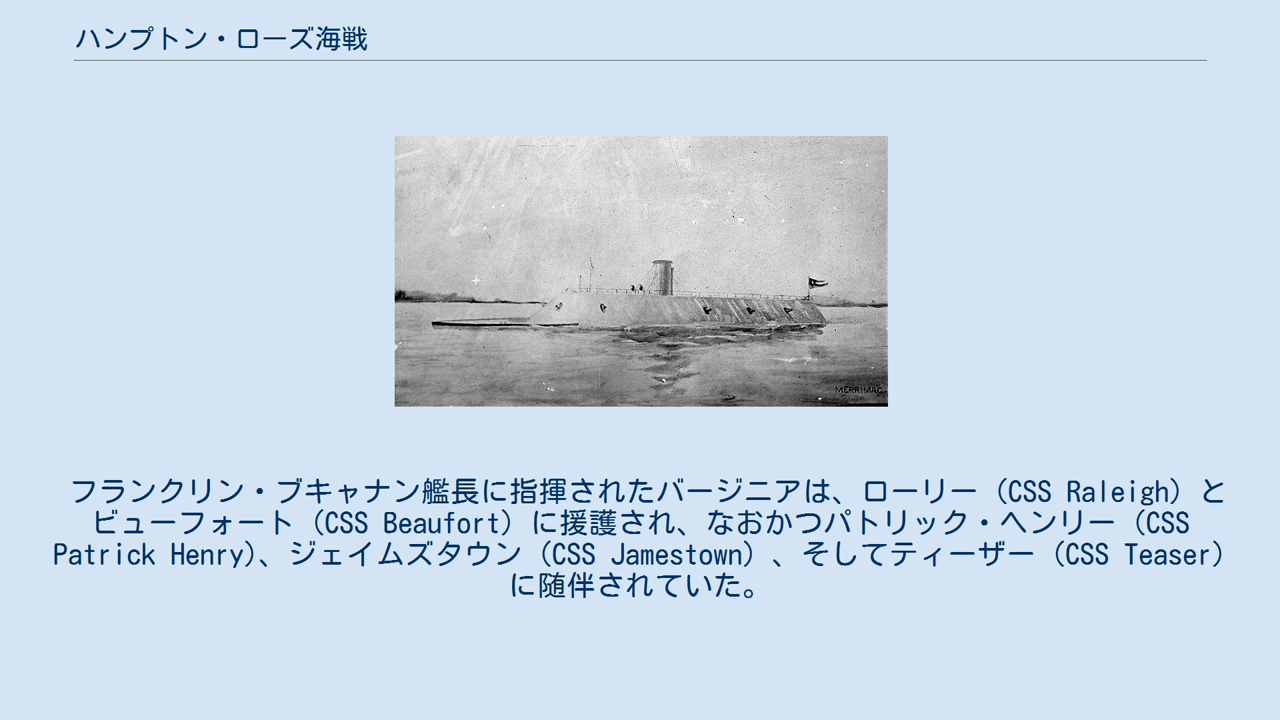 ハンプトン・ローズ海戦
MERRIMAC
フランクリン・ブキャナン艦長に指揮されたバージニアは、ローリー（CSS Raleigh）と
ビューフォート（CSS Beaufort）に援護され、なおかつパトリック・ヘンリー（CSS
Patrick Henry)、ジェイムズタウン（CSS Jamestown）、そしてティーザー（CSS Teaser）
に随伴されていた。